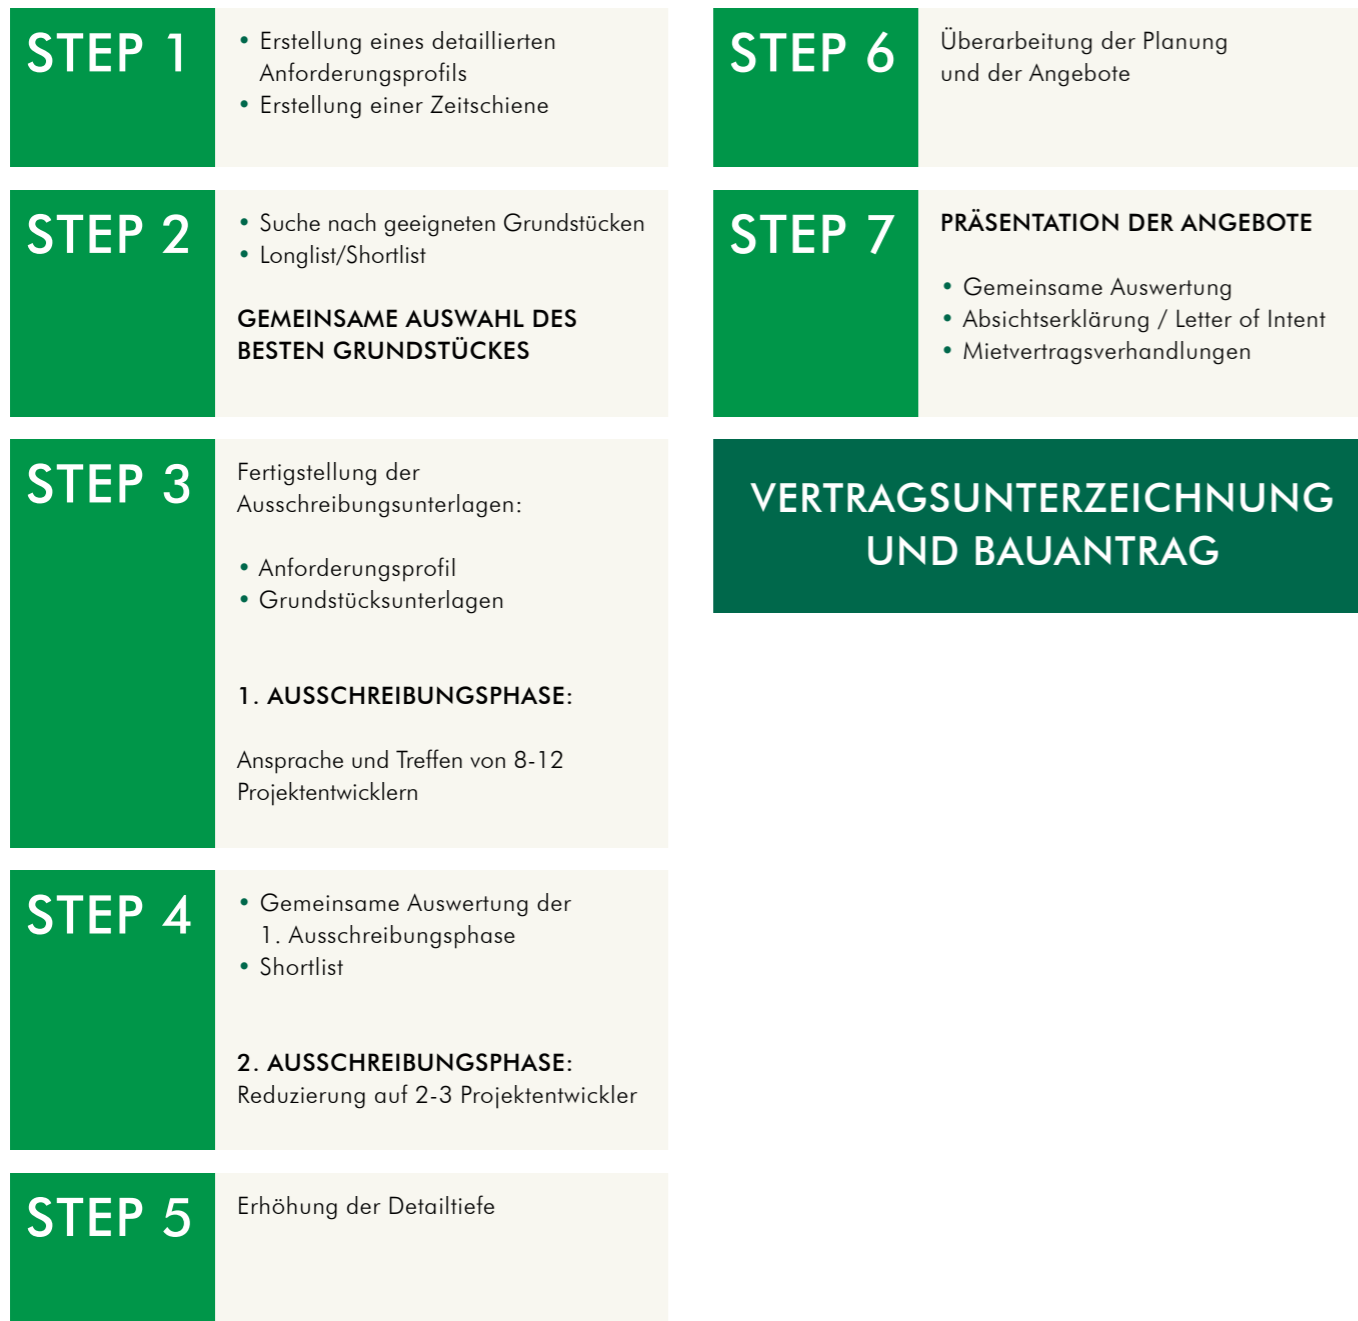 STEP 1
• Erstellung eines detaillierten
Anforderungsprofils
• Erstellung einer Zeitschiene
STEP 2
• Suche nach geeigneten Grundstücken
• Longlist/Shortlist
GEMEINSAME AUSWAHL DES
BESTEN GRUNDSTÜCKES
STEP 3
Fertigstellung der
Ausschreibungsunterlagen:
• Anforderungsprofil
• Grundstücksunterlagen
1. AUSSCHREIBUNGSPHASE:
Ansprache und Treffen von 8-12
Projektentwicklern
STEP 4
• Gemeinsame Auswertung der
1. Ausschreibungsphase
• Shortlist
2. AUSSCHREIBUNGSPHASE:
Reduzierung auf 2-3 Projektentwickler
STEP 5
Erhöhung der Detailtiefe
STEP 6
Überarbeitung der Planung
und der Angebote
STEP 7
PRÄSENTATION DER ANGEBOTE
• Gemeinsame Auswertung
• Absichtserklärung / Letter of Intent
• Mietvertragsverhandlungen
VERTRAGSUNTERZEICHNUNG
UND BAUANTRAG